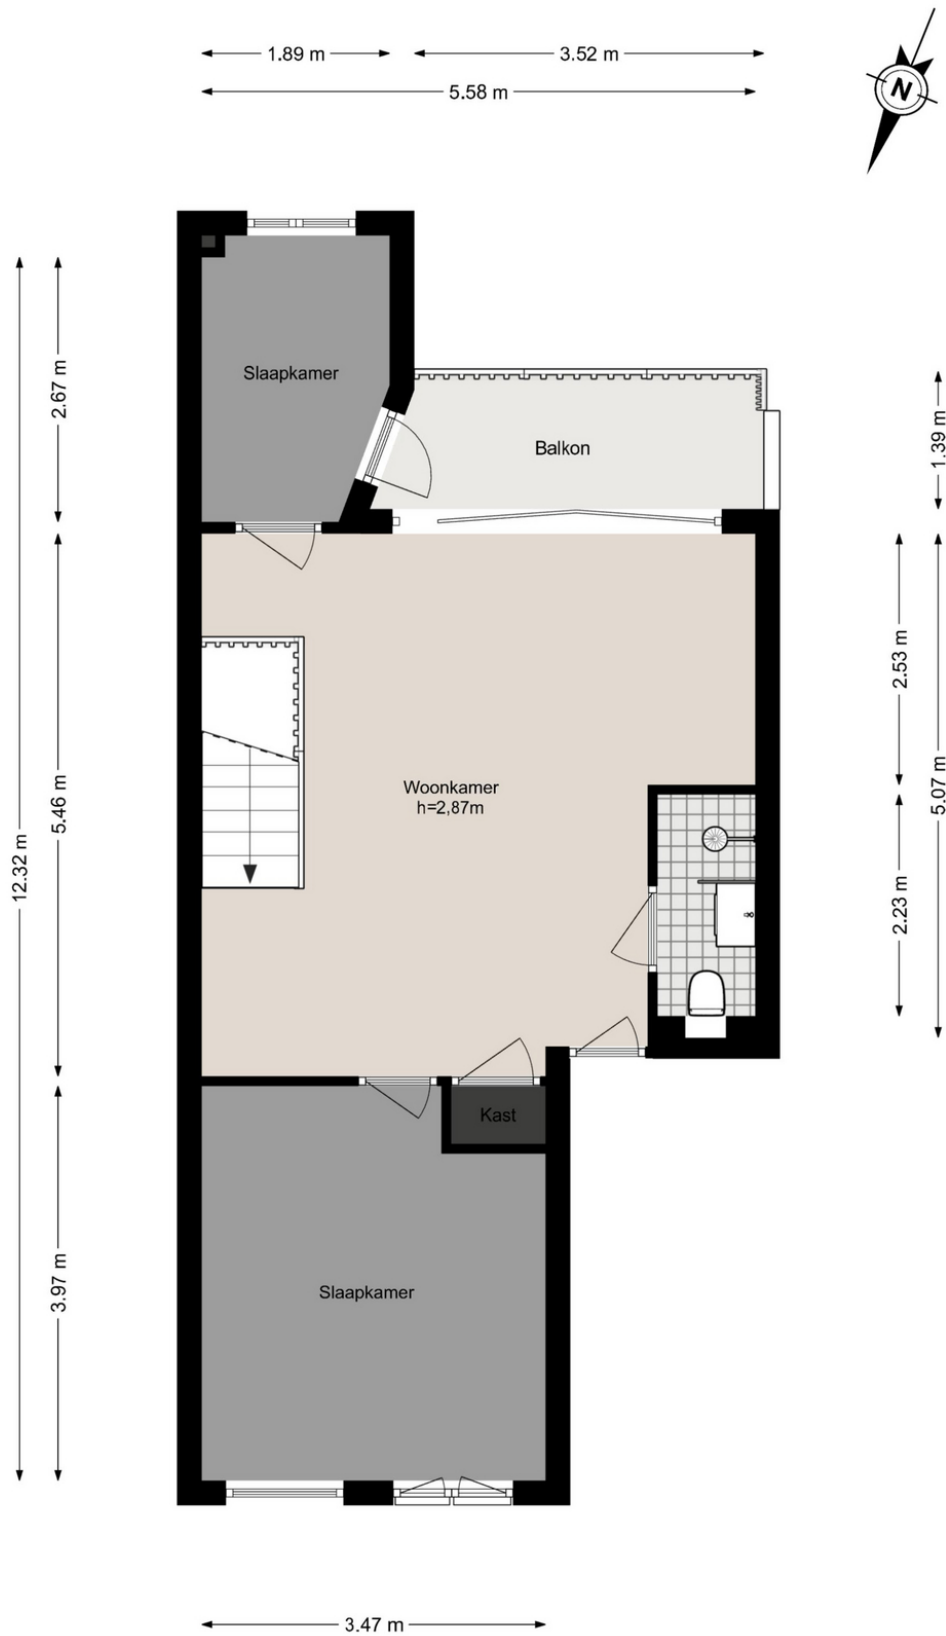 1.89 m
3.52 m
5.58 m
N
Slaapkamer
2.67 m
12.32 m
5.46 m
3.97 m
Balkon
1.39 m
2.53 m
5.07 m
2.23 m
Woonkamer
h=2,87m
Kast
Slaapkamer
3.47 m